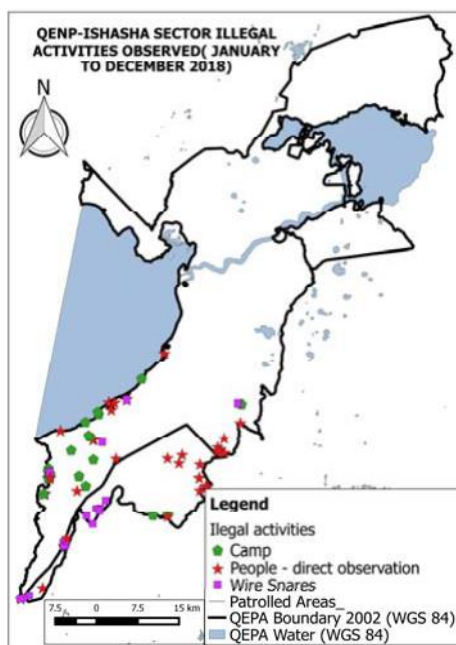 QENP-ISHASHA SECTOR ILLEGAL
ACTIVITIES OBSERVED( JANUARY
TO DECEMBER 2018)
N
Legend
Ilegal activities
Camp
People - direct observation
Wire Snares
Patrolled Areas_
QEPA Boundary 2002 (WGS 84)
QEPA Water (WGS 84)
7.5 0 7.5 15 km